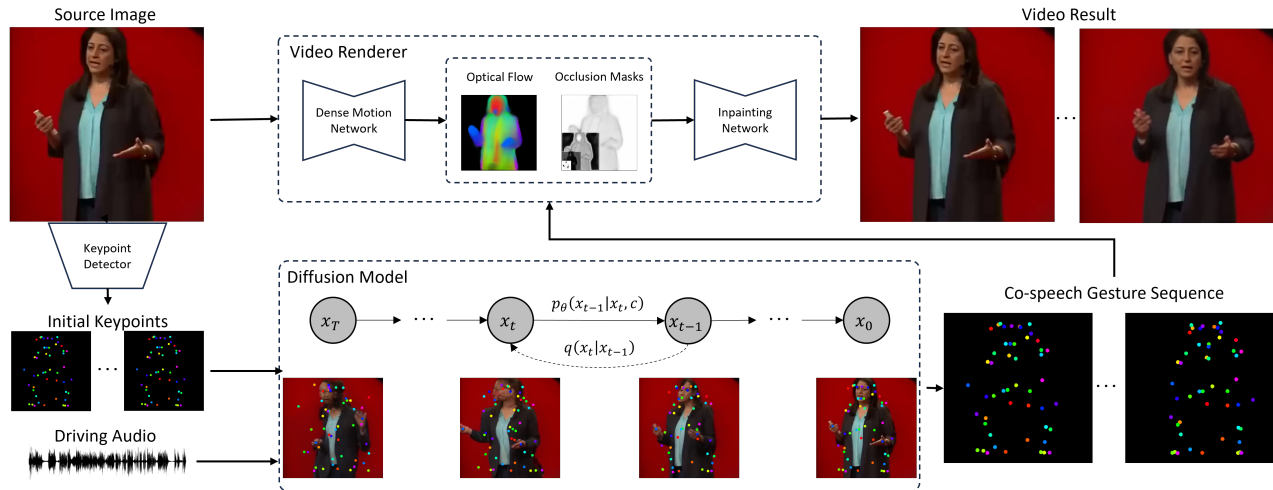 Source Image
Video Result
Video Renderer
Optical Flow
Occlusion Masks
Dense Motion
Network
Inpainting
Network
...
Keypoint
Detector
Diffusion Model
Co-speech Gesture Sequence
Initial Keypoints
x_T
...
x_t
p_θ(x_{t−1}|x_t, c)
x_{t−1}
...
x_0
q(x_t|x_{t−1})
...
...
Driving Audio